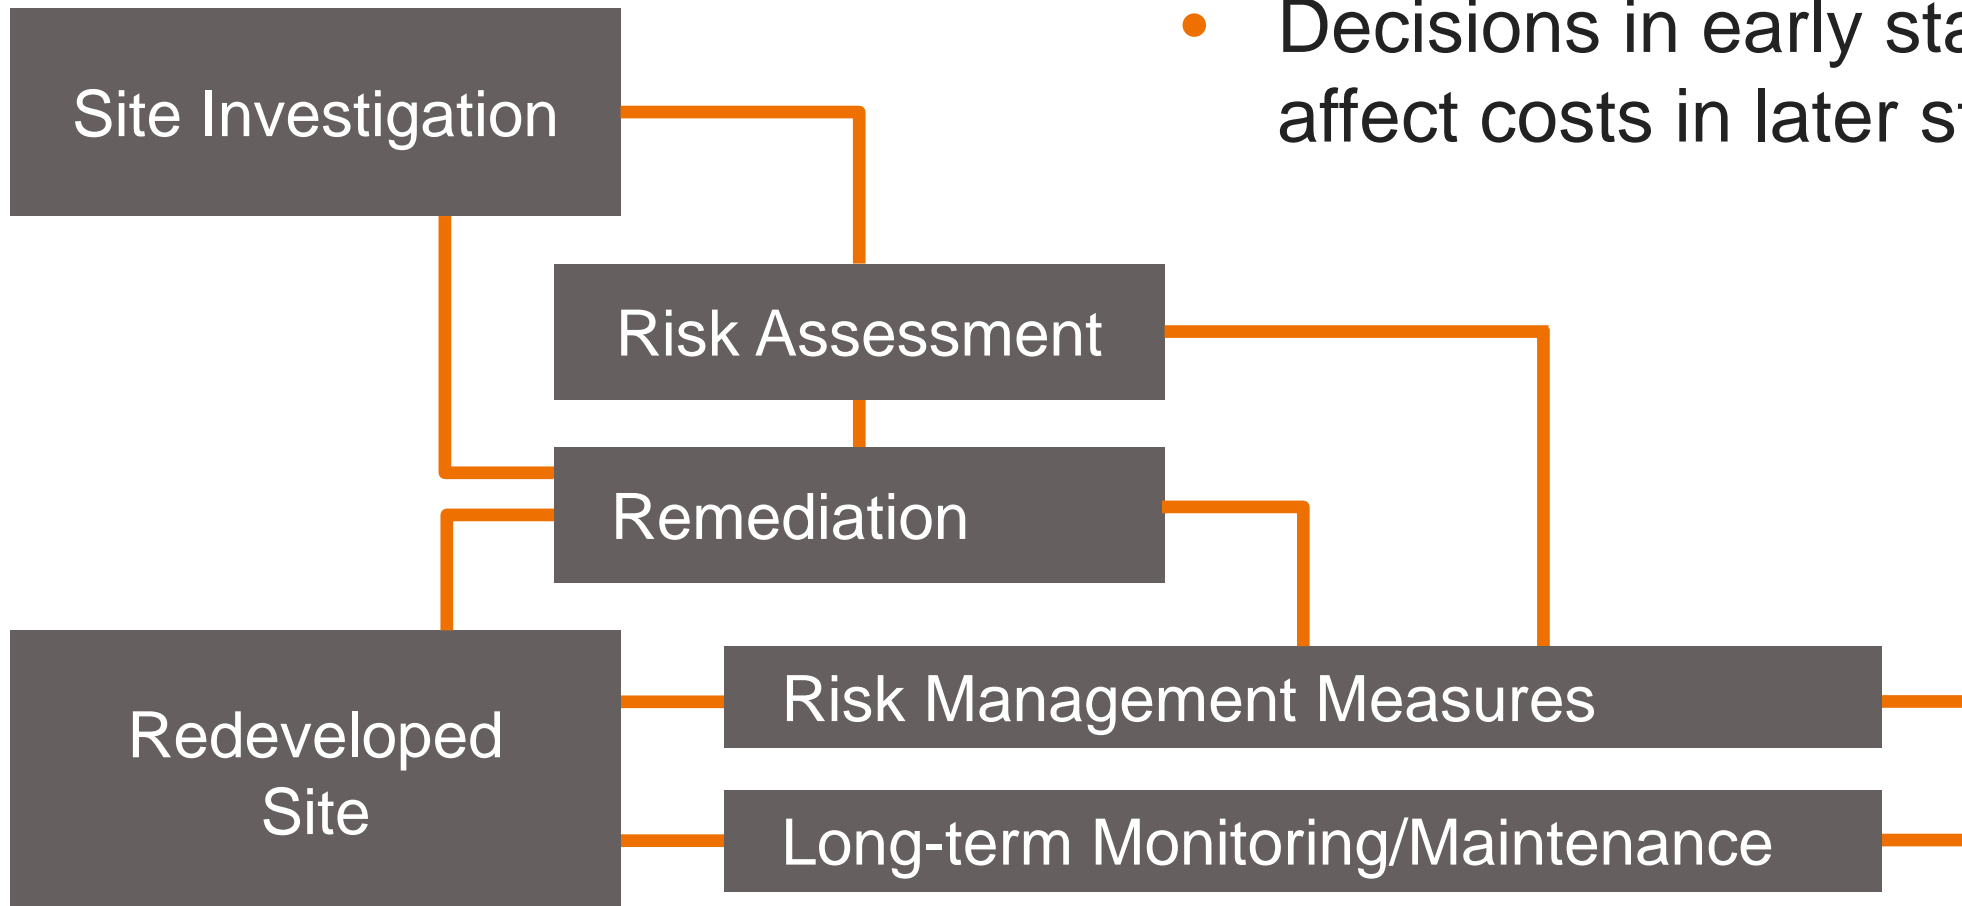 • Decisions in early
affect costs in later
Site Investigation
Risk Assessment
Remediation
Risk Management Measures
Redeveloped
Site
Long-term Monitoring/Maintenance